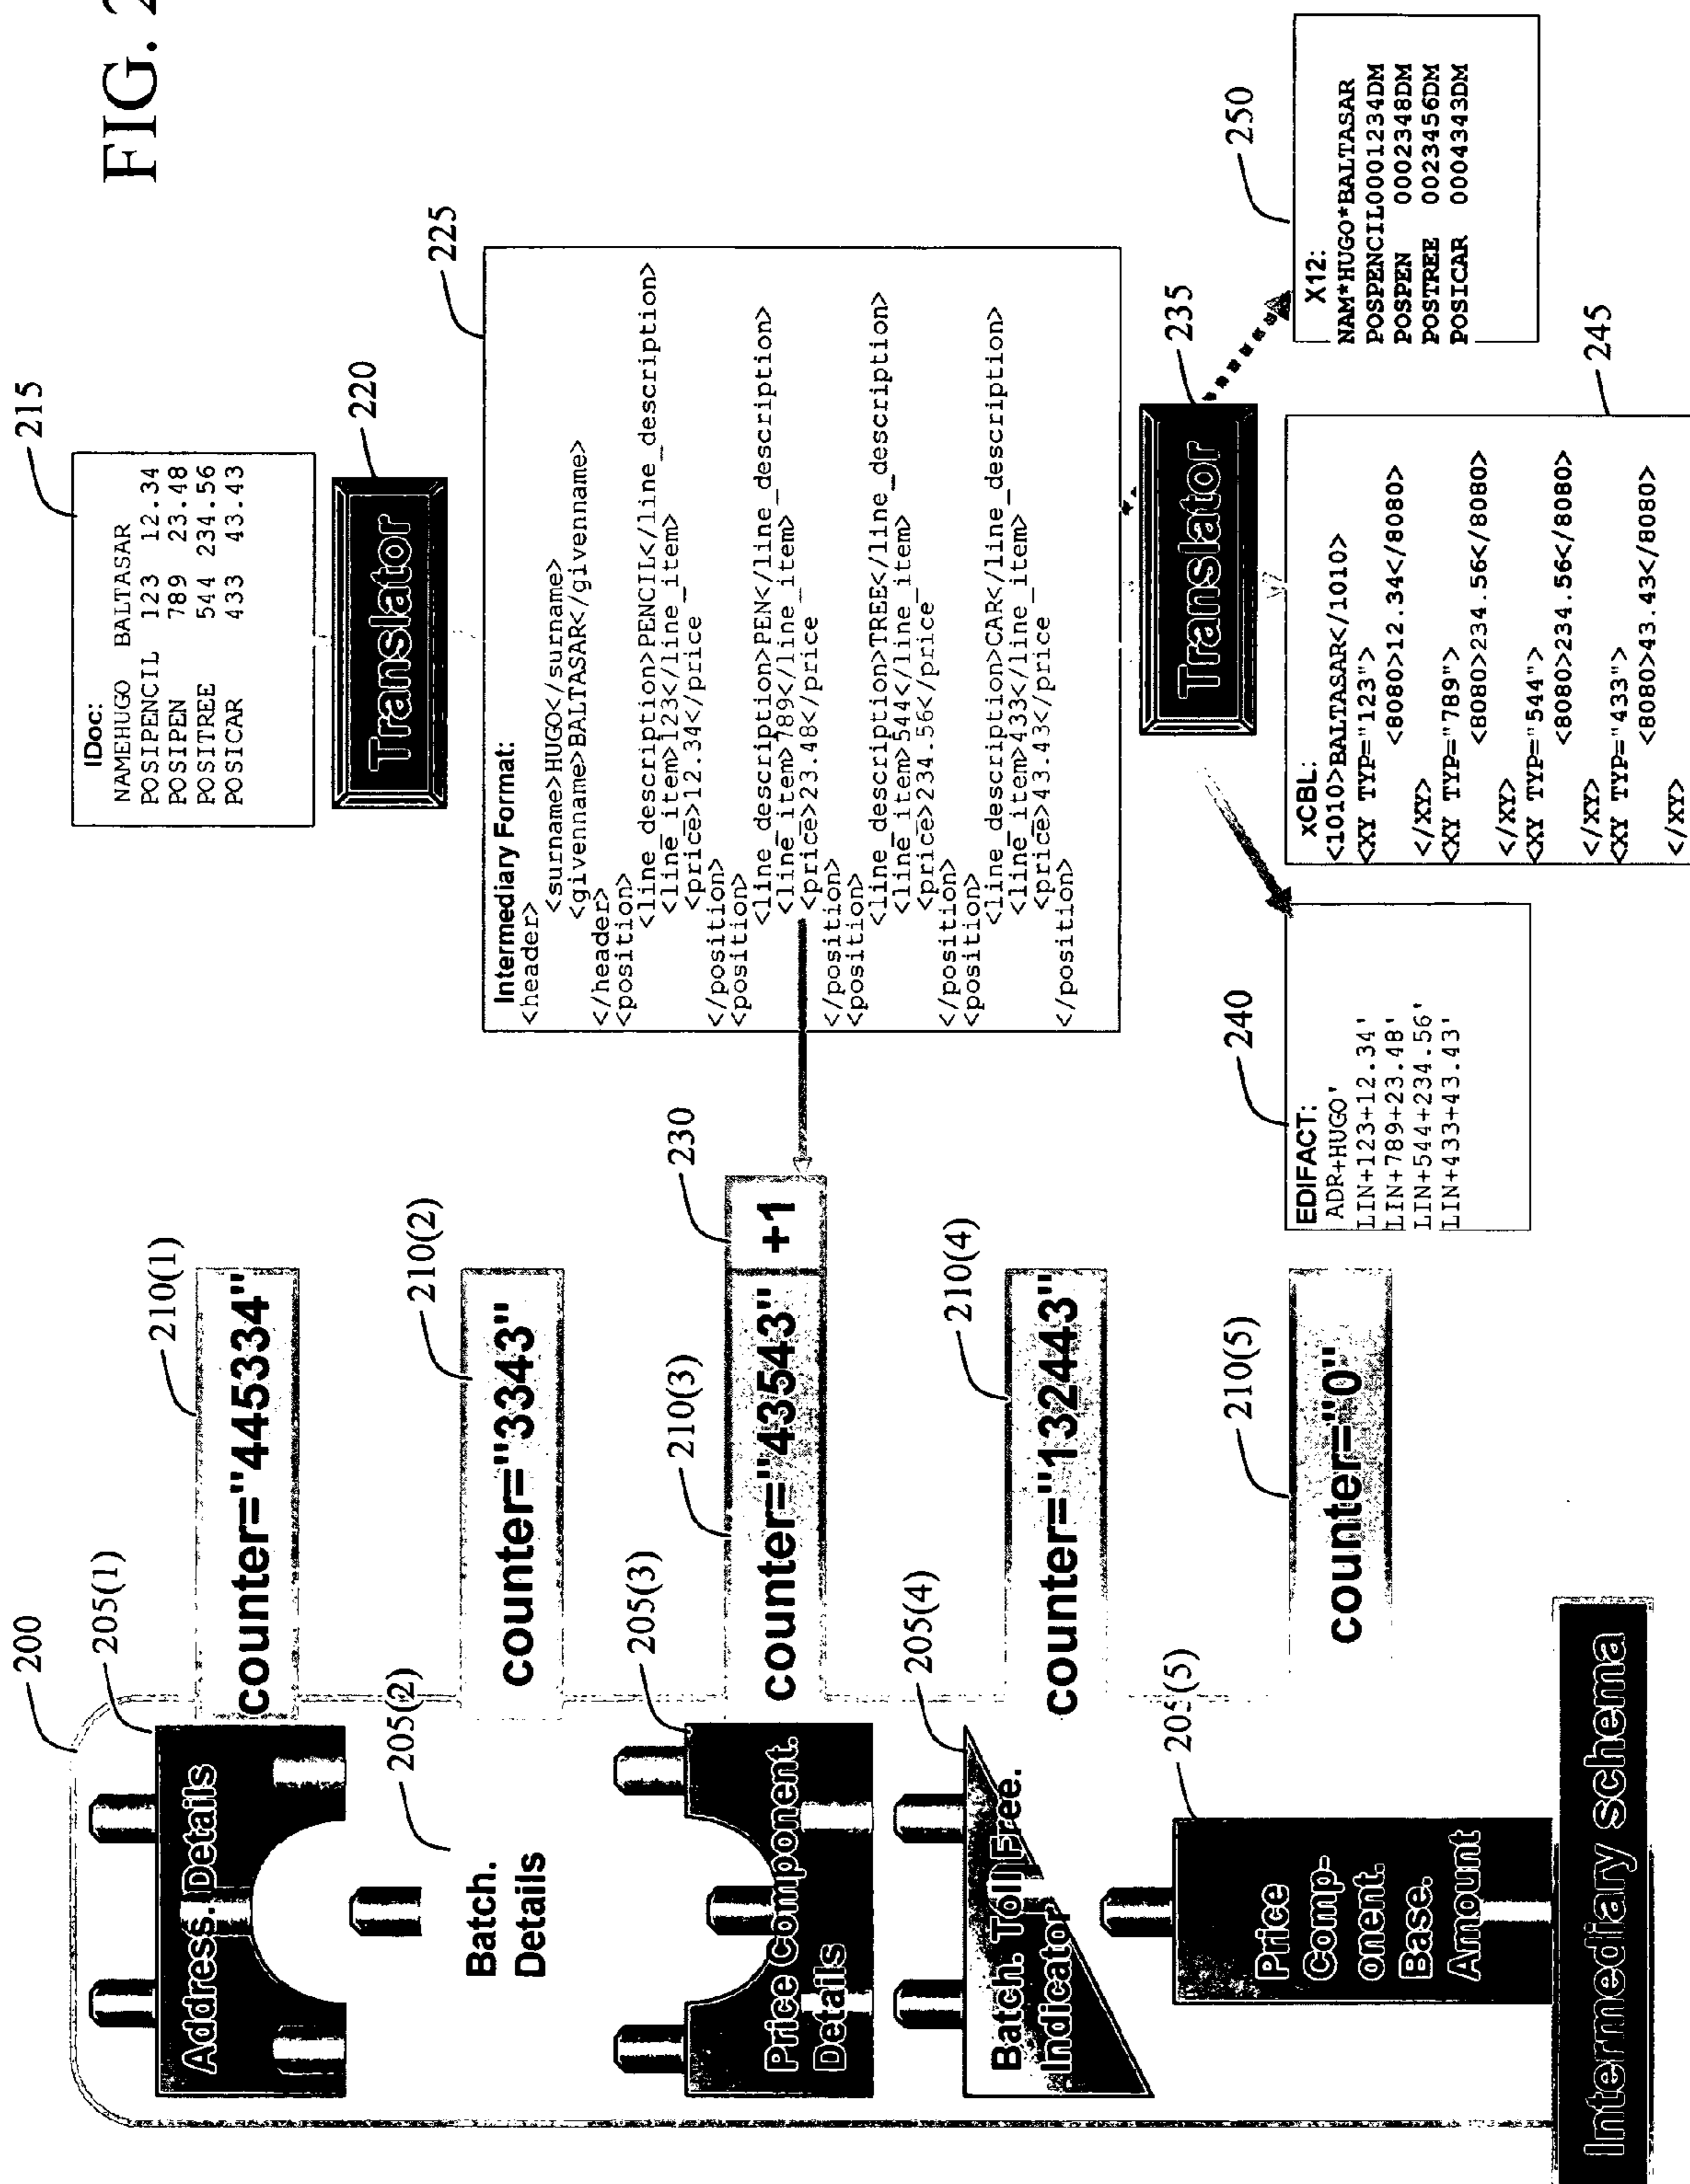 FIG. 2
200
205(1)
Address. Details
205(2)
Batch.
Details
205(3)
Price Component.
Details
205(4)
Batch. Toll Free.
Indicator
205(5)
Price
Comp-
onent.
Base.
Amount
Intermediary schema
210(1)
counter="445334"
210(2)
counter="3343"
210(3)
counter="43543"
230
+1
210(4)
counter="132443"
210(5)
counter="0"
215
IDoc:
NAMEHUGO BALTASAR
POSIPENCIL 123 12.34
POSIPEN 789 23.48
POSITREE 544 234.56
POSICAR 433 43.43
220
Translator
225
Intermediary Format:
<header>
<surname>HUGO</surname>
<givenname>BALTASAR</givenname>
</header>
<position>
<line_description>PENCIL</line_description>
<line_item>123</line_item>
<price>12.34</price
</position>
<position>
<line_description>PEN</line_description>
<line_item>789</line_item>
<price>23.48</price
</position>
<position>
<line_description>TREE</line_description>
<line_item>544</line_item>
<price>234.56</price
</position>
<position>
<line_description>CAR</line_description>
<line_item>433</line_item>
<price>43.43</price
</position>
235
Translator
240
EDIFACT:
ADR+HUGO'
LIN+123+12.34'
LIN+789+23.48'
LIN+544+234.56'
LIN+433+43.43'
245
xCBL:
<1010>BALTASAR</1010>
<XY TYP="123">
<8080>12.34</8080>
</XY>
<XY TYP="789">
<8080>234.56</8080>
</XY>
<XY TYP="544">
<8080>234.56</8080>
</XY>
<XY TYP="433">
<8080>43.43</8080>
</XY>
250
X12:
NAM*HUGO*BALTASAR
POSPENCIL0001234DM
POSPEN 0002348DM
POSTREE 0023456DM
POSICAR 0004343DM